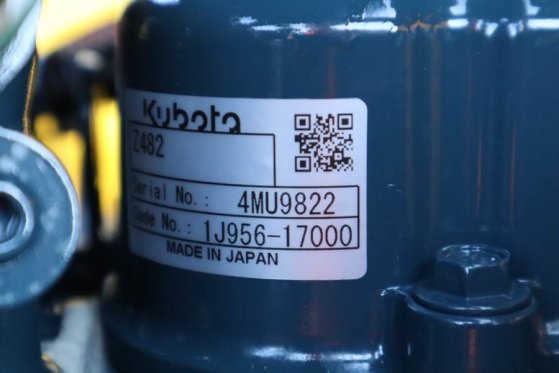 Kubota
Z482
Serial No.: 4MU9822
Code No.: 1J956-17000
MADE IN JAPAN